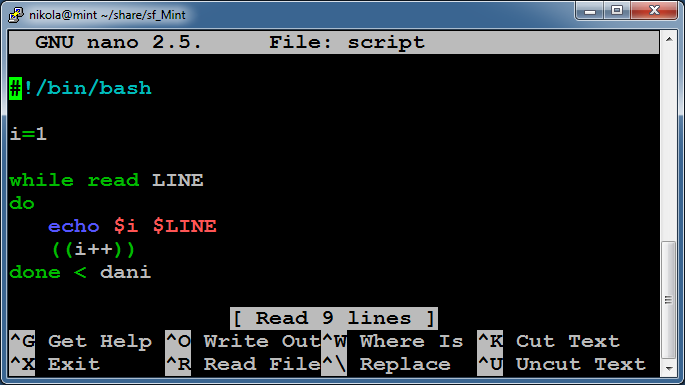 nikola@mint ~/share/sf_Mint
GNU nano 2.5. File: script
#!/bin/bash
i=1
while read LINE
do
echo $i $LINE
((i++))
done < dani
[ Read 9 lines ]
^G Get Help ^O Write Out ^W Where Is ^K Cut Text
^X Exit ^R Read File ^\ Replace ^U Uncut Text